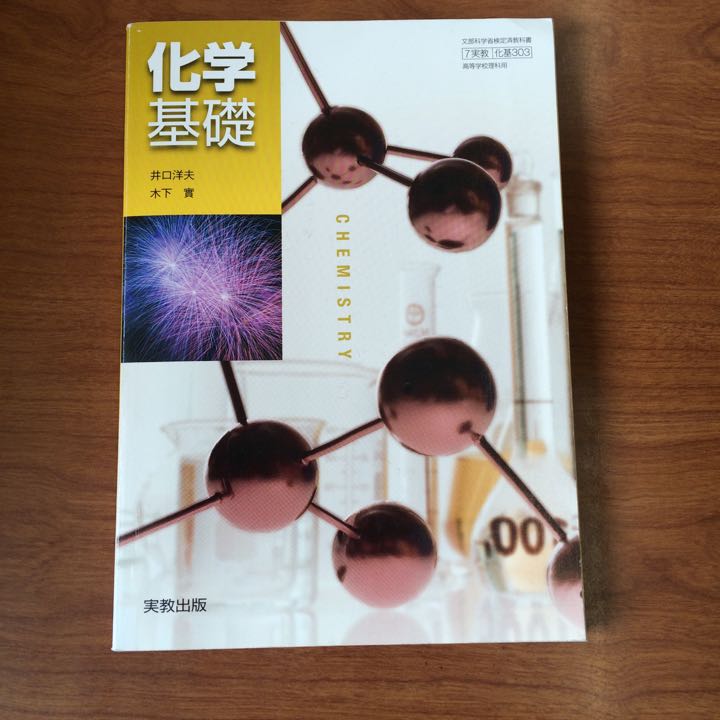 化学
基礎
井口洋夫
木下 實
文部科学省検定済教科書
7実教 化基303
高等学校理科用
CHEMISTRY
00
実教出版